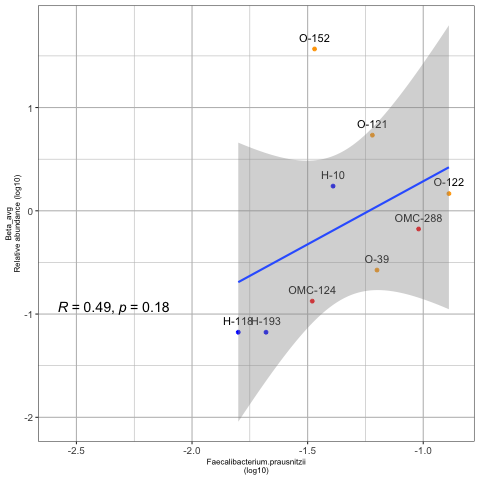 O-152
O-121
H-10
O-122
OMC-288
O-39
OMC-124
H-118
H-193
R = 0.49, p = 0.18
1
0
-1
-2
-2.5
-2.0
-1.5
-1.0
Beta_avg
Relative abundance (log10)
Faecalibacterium.prausnitzii
(log10)